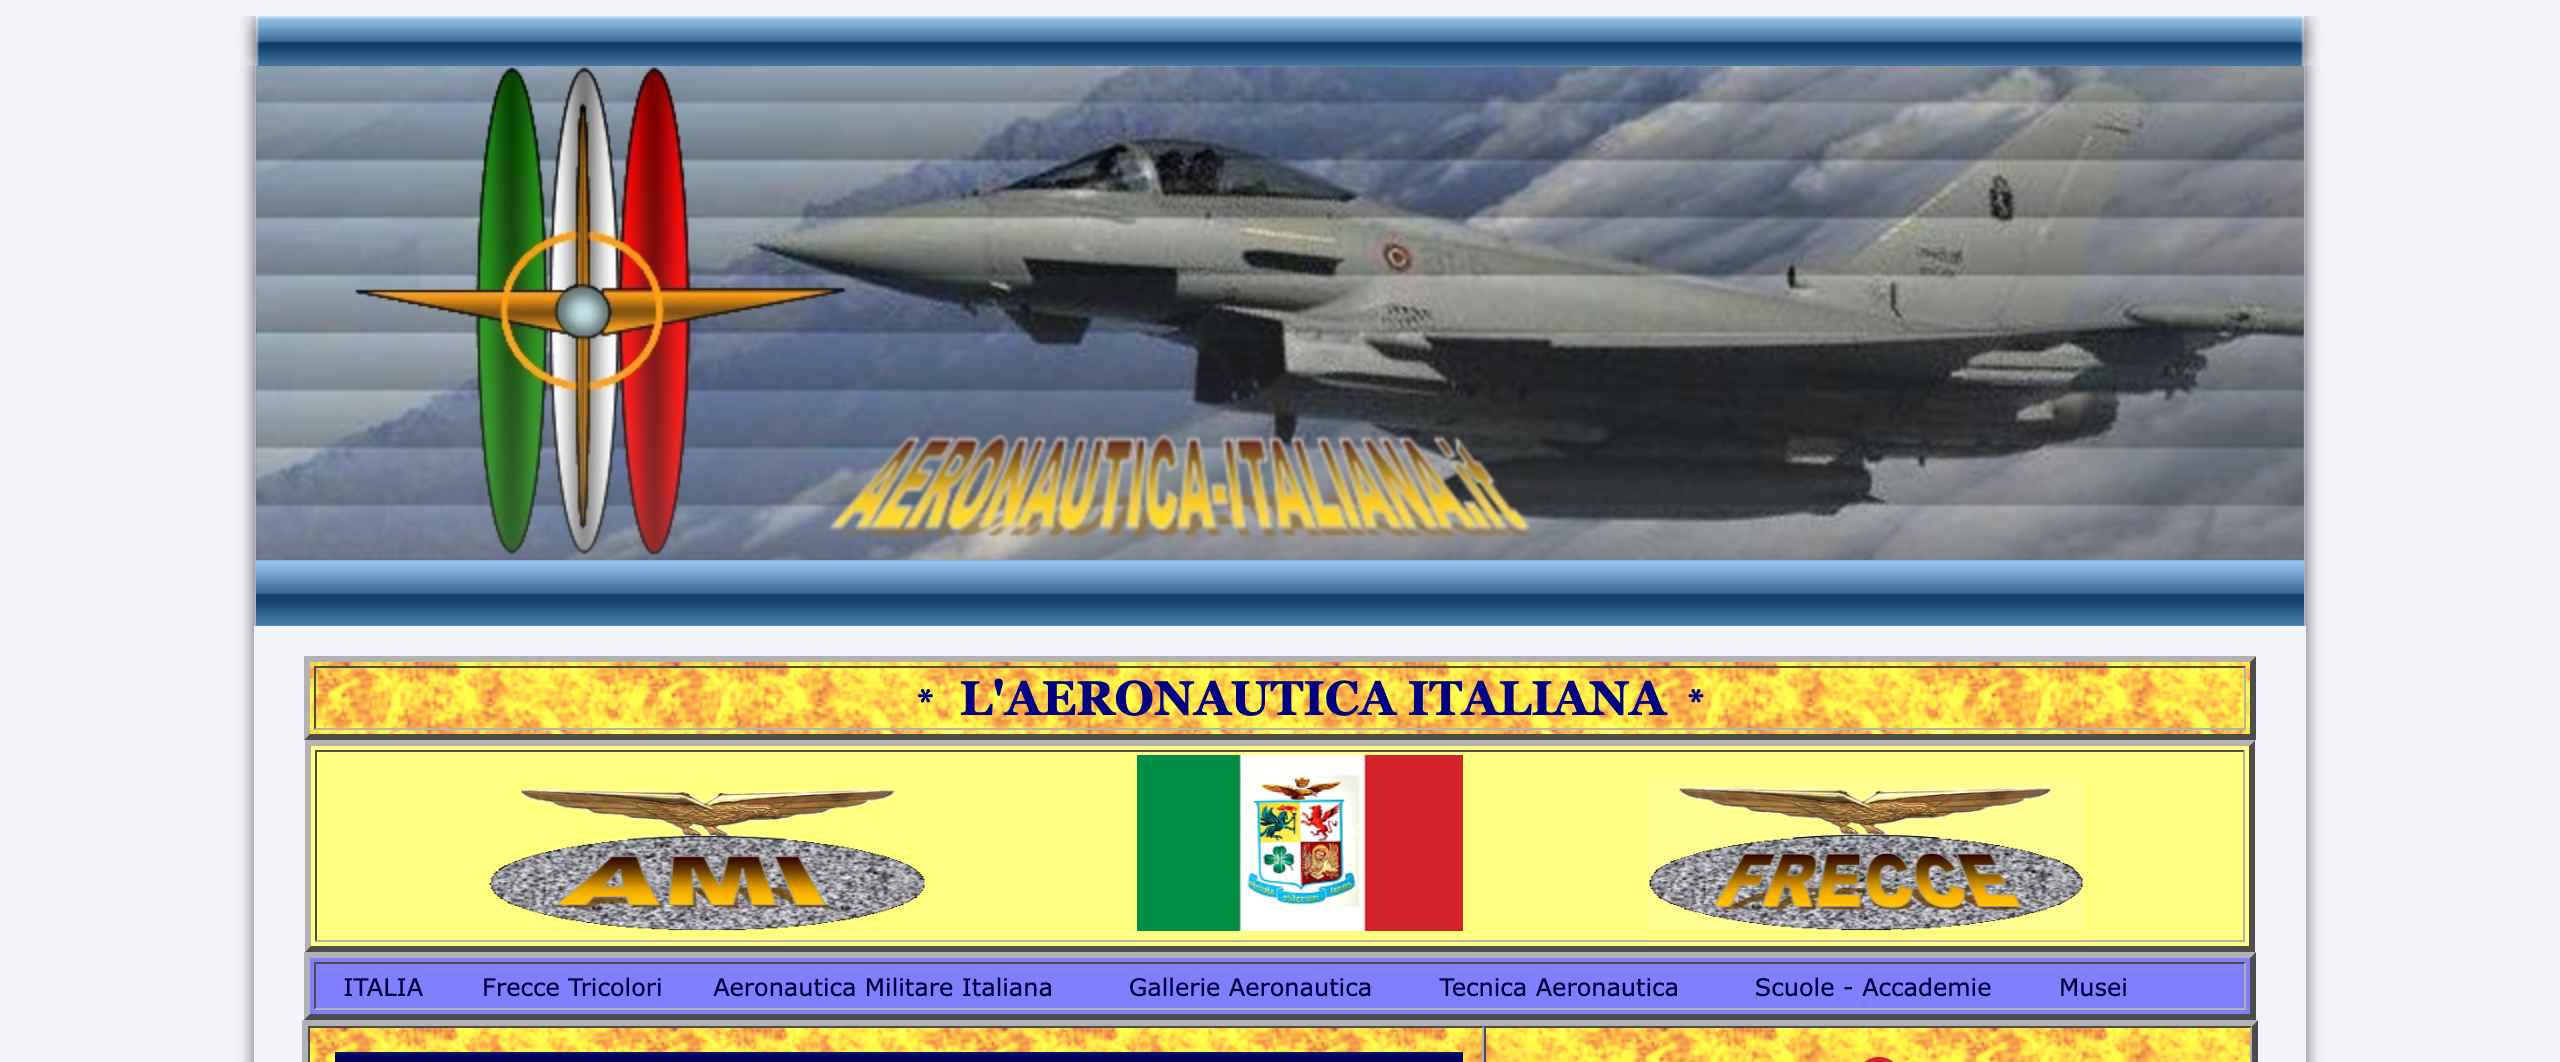 AERONAUTICA-ITALIANA.it
* L'AERONAUTICA ITALIANA *
AMI
FRECCE
ITALIA Frecce Tricolori Aeronautica Militare Italiana Gallerie Aeronautica Tecnica Aeronautica Scuole - Accademie Musei